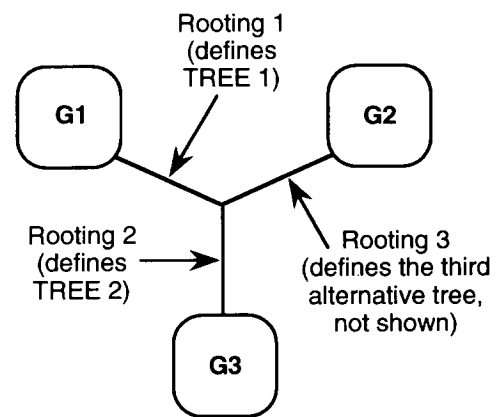 Rooting 1
(defines
TREE 1)
G1
G2
Rooting 2
(defines
TREE 2)
Rooting 3
(defines the third
alternative tree,
not shown)
G3